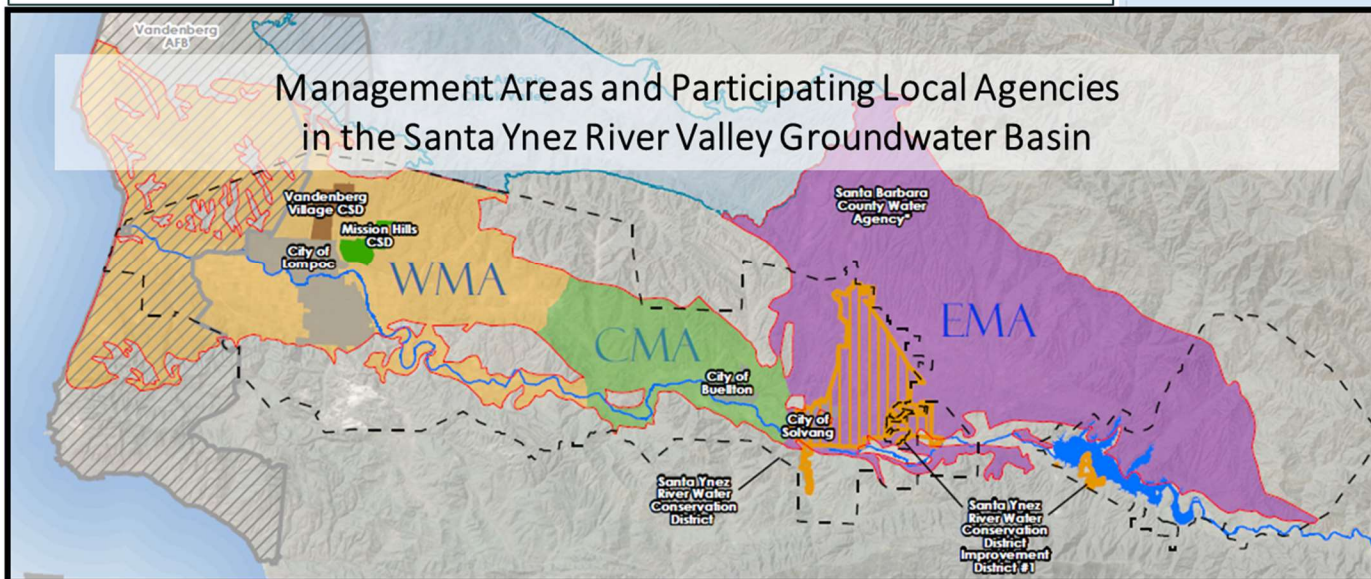 Vandenberg
AFB
Management Areas and Participating Local Agencies
in the Santa Ynez River Valley Groundwater Basin
Santa Barbara
County Water
Agency*
Vandenberg
Village CSD
Mission Hills
CSD
City of
Lompoc
WMA
EMA
CMA
City of
Buellton
City of
Solvang
Santa Ynez
River Water
Conservation
District
Santa Ynez
River Water
Conservation
District
Improvement
District #1